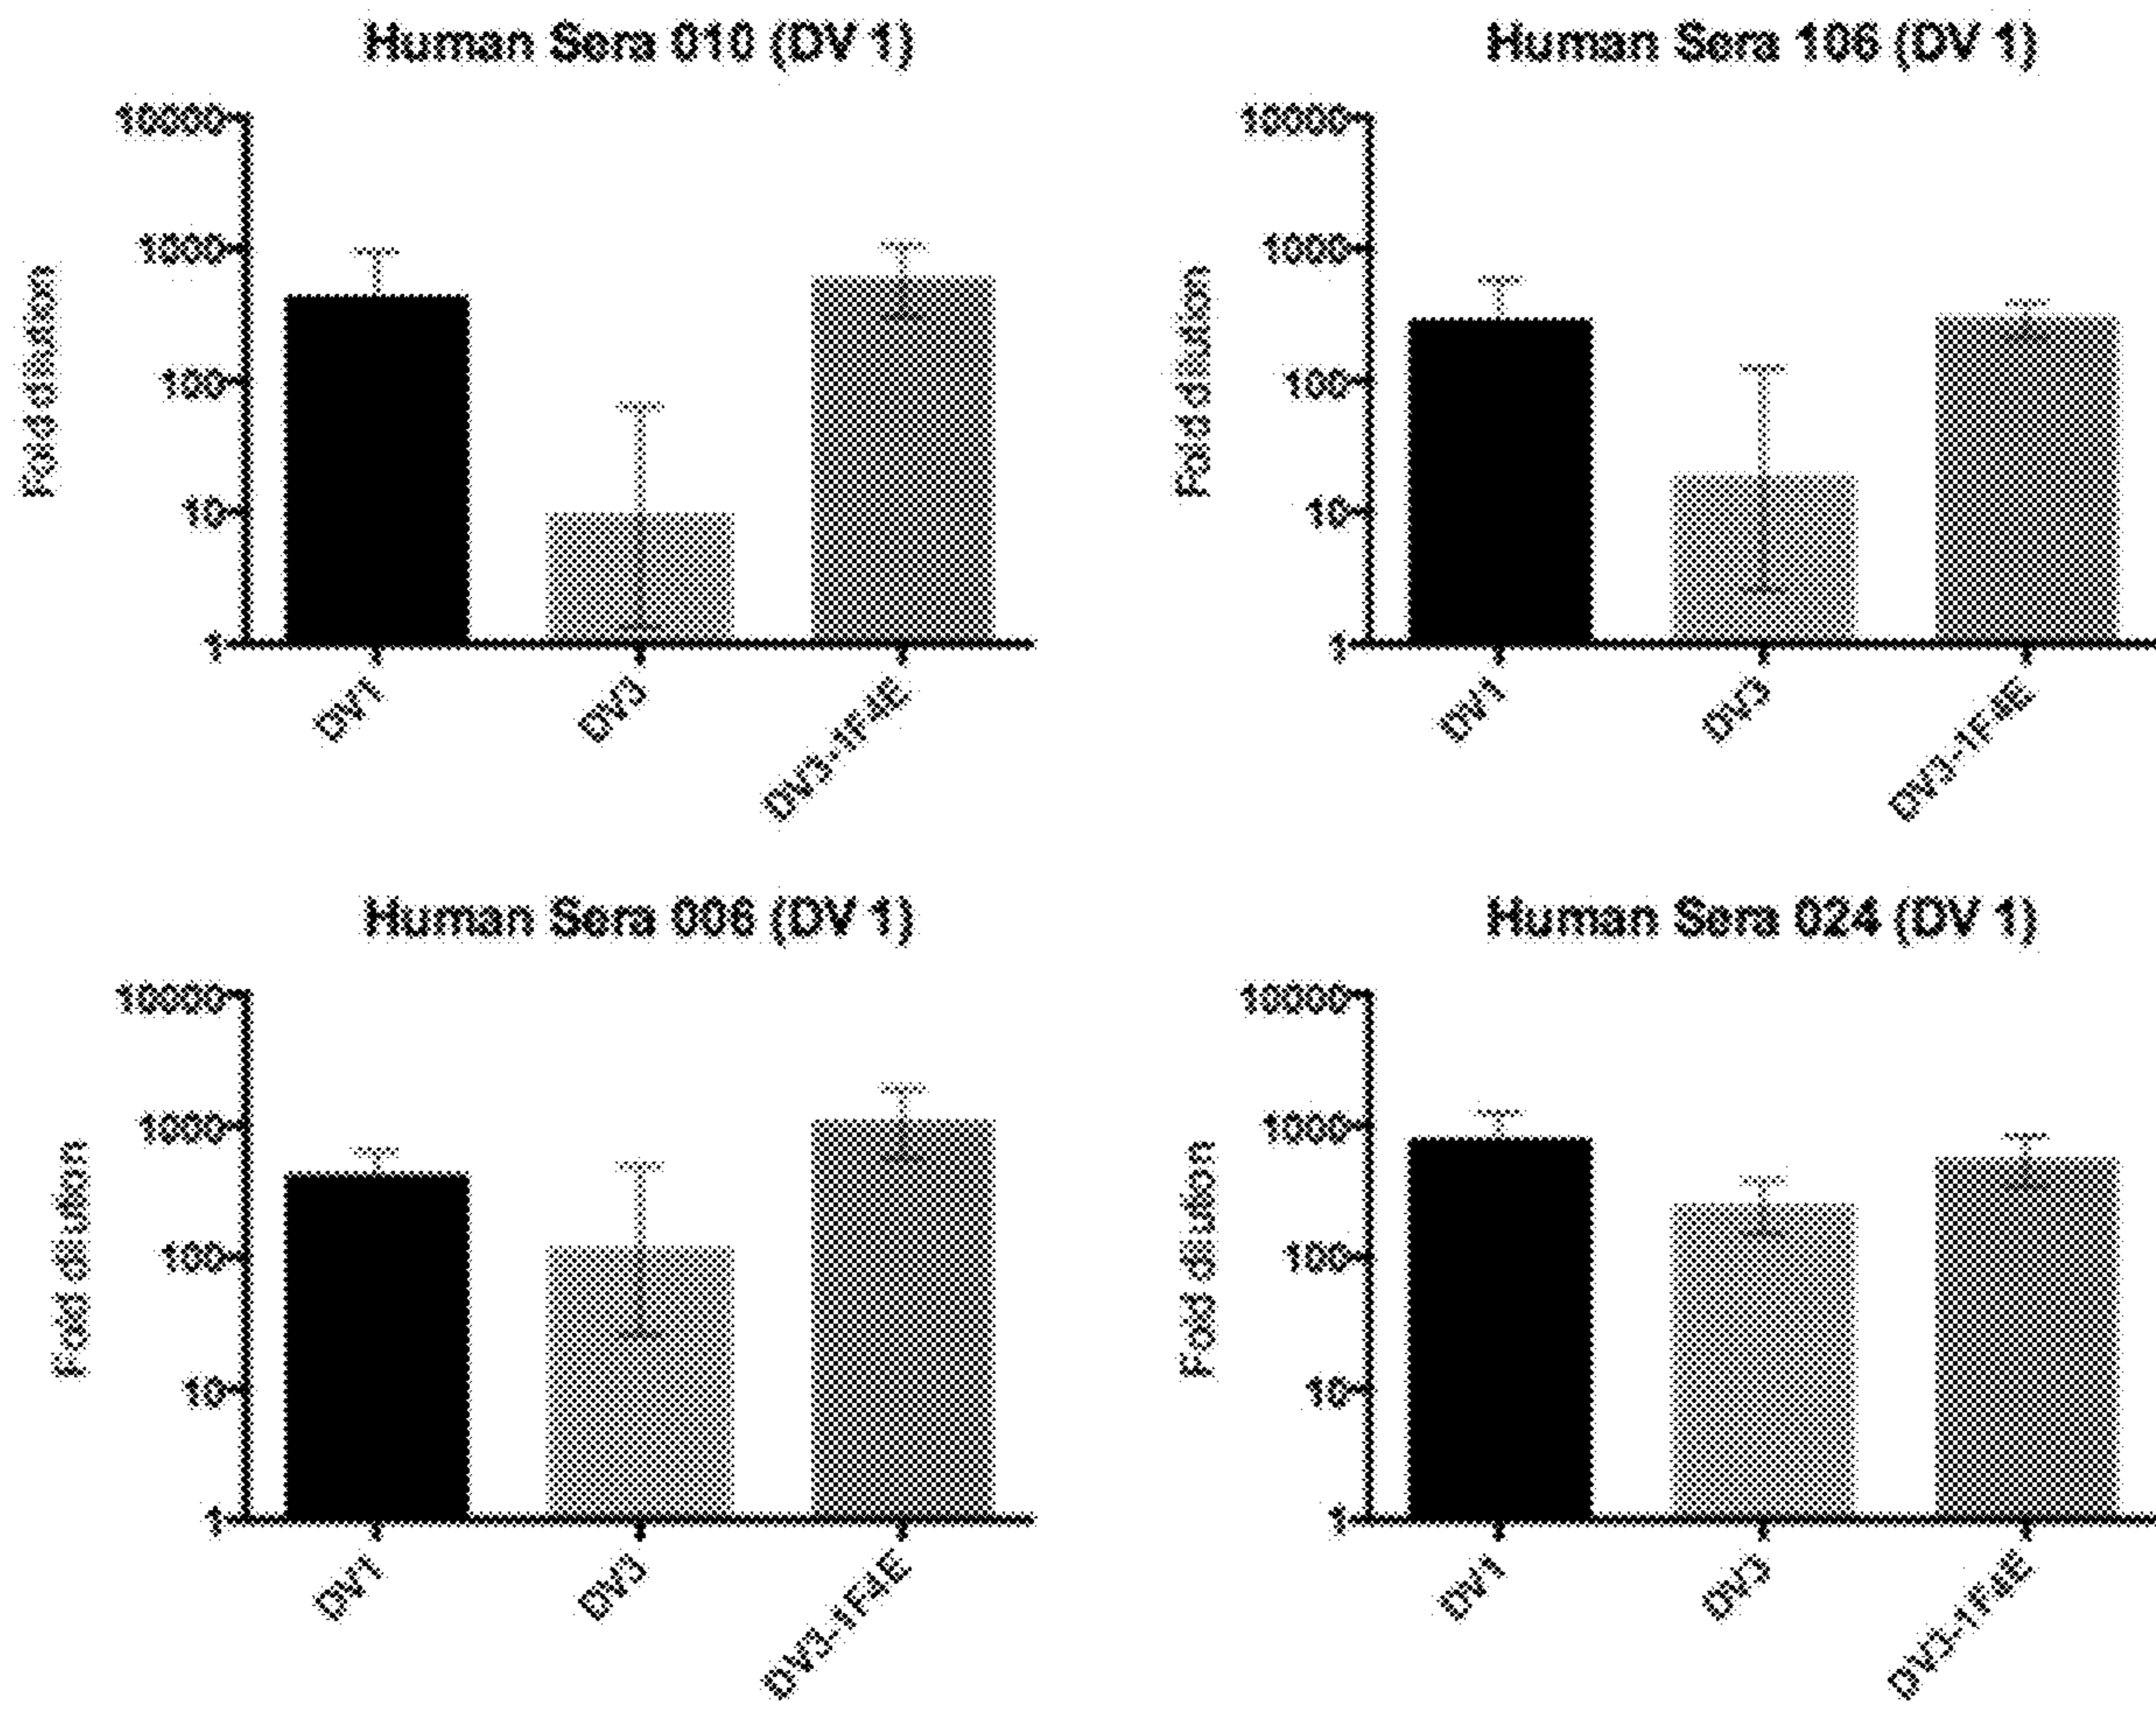 Human Sera 010 (DV 1)
10000
1000
100
10
1
Fold dilution
DV1
DV3
DV3-1F4E
Human Sera 106 (DV 1)
10000
1000
100
10
1
Fold dilution
DV1
DV3
DV3-1F4E
Human Sera 006 (DV 1)
10000
1000
100
10
1
Fold dilution
DV1
DV3
DV3-1F4E
Human Sera 024 (DV 1)
10000
1000
100
10
1
Fold dilution
DV1
DV3
DV3-1F4E